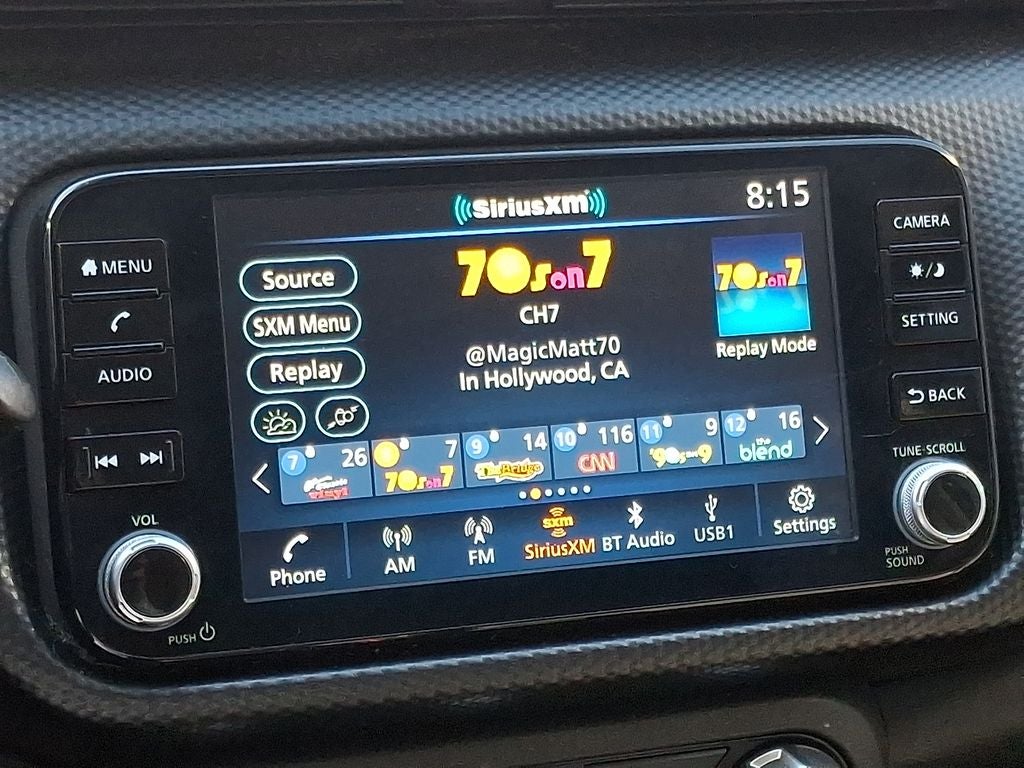 SiriusXM
8:15
MENU
AUDIO
VOL
PUSH
Source
SXM Menu
Replay
70s on 7
CH7
@MagicMatt70
In Hollywood, CA
70s on 7
Replay Mode
7 26
vinyl
7
70s on 7
9 14
The Bridge
10 116
CNN
11 9
'90s on 9
12 16
the
blend
Phone
AM
FM
sxm
SiriusXM
BT Audio
USB1
Settings
CAMERA
/
SETTING
BACK
TUNE·SCROLL
PUSH
SOUND